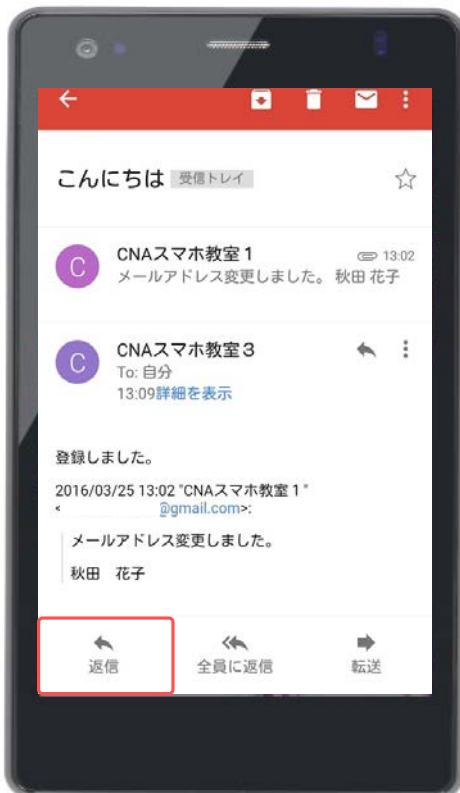 こんにちは 受信トレイ
C
CNAスマホ教室1 13:02
メールアドレス変更しました。 秋田 花子
C
CNAスマホ教室3
To: 自分
13:09詳細を表示
登録しました。
2016/03/25 13:02 "CNAスマホ教室1"
< @gmail.com>:
メールアドレス変更しました。
秋田 花子
返信 全員に返信 転送